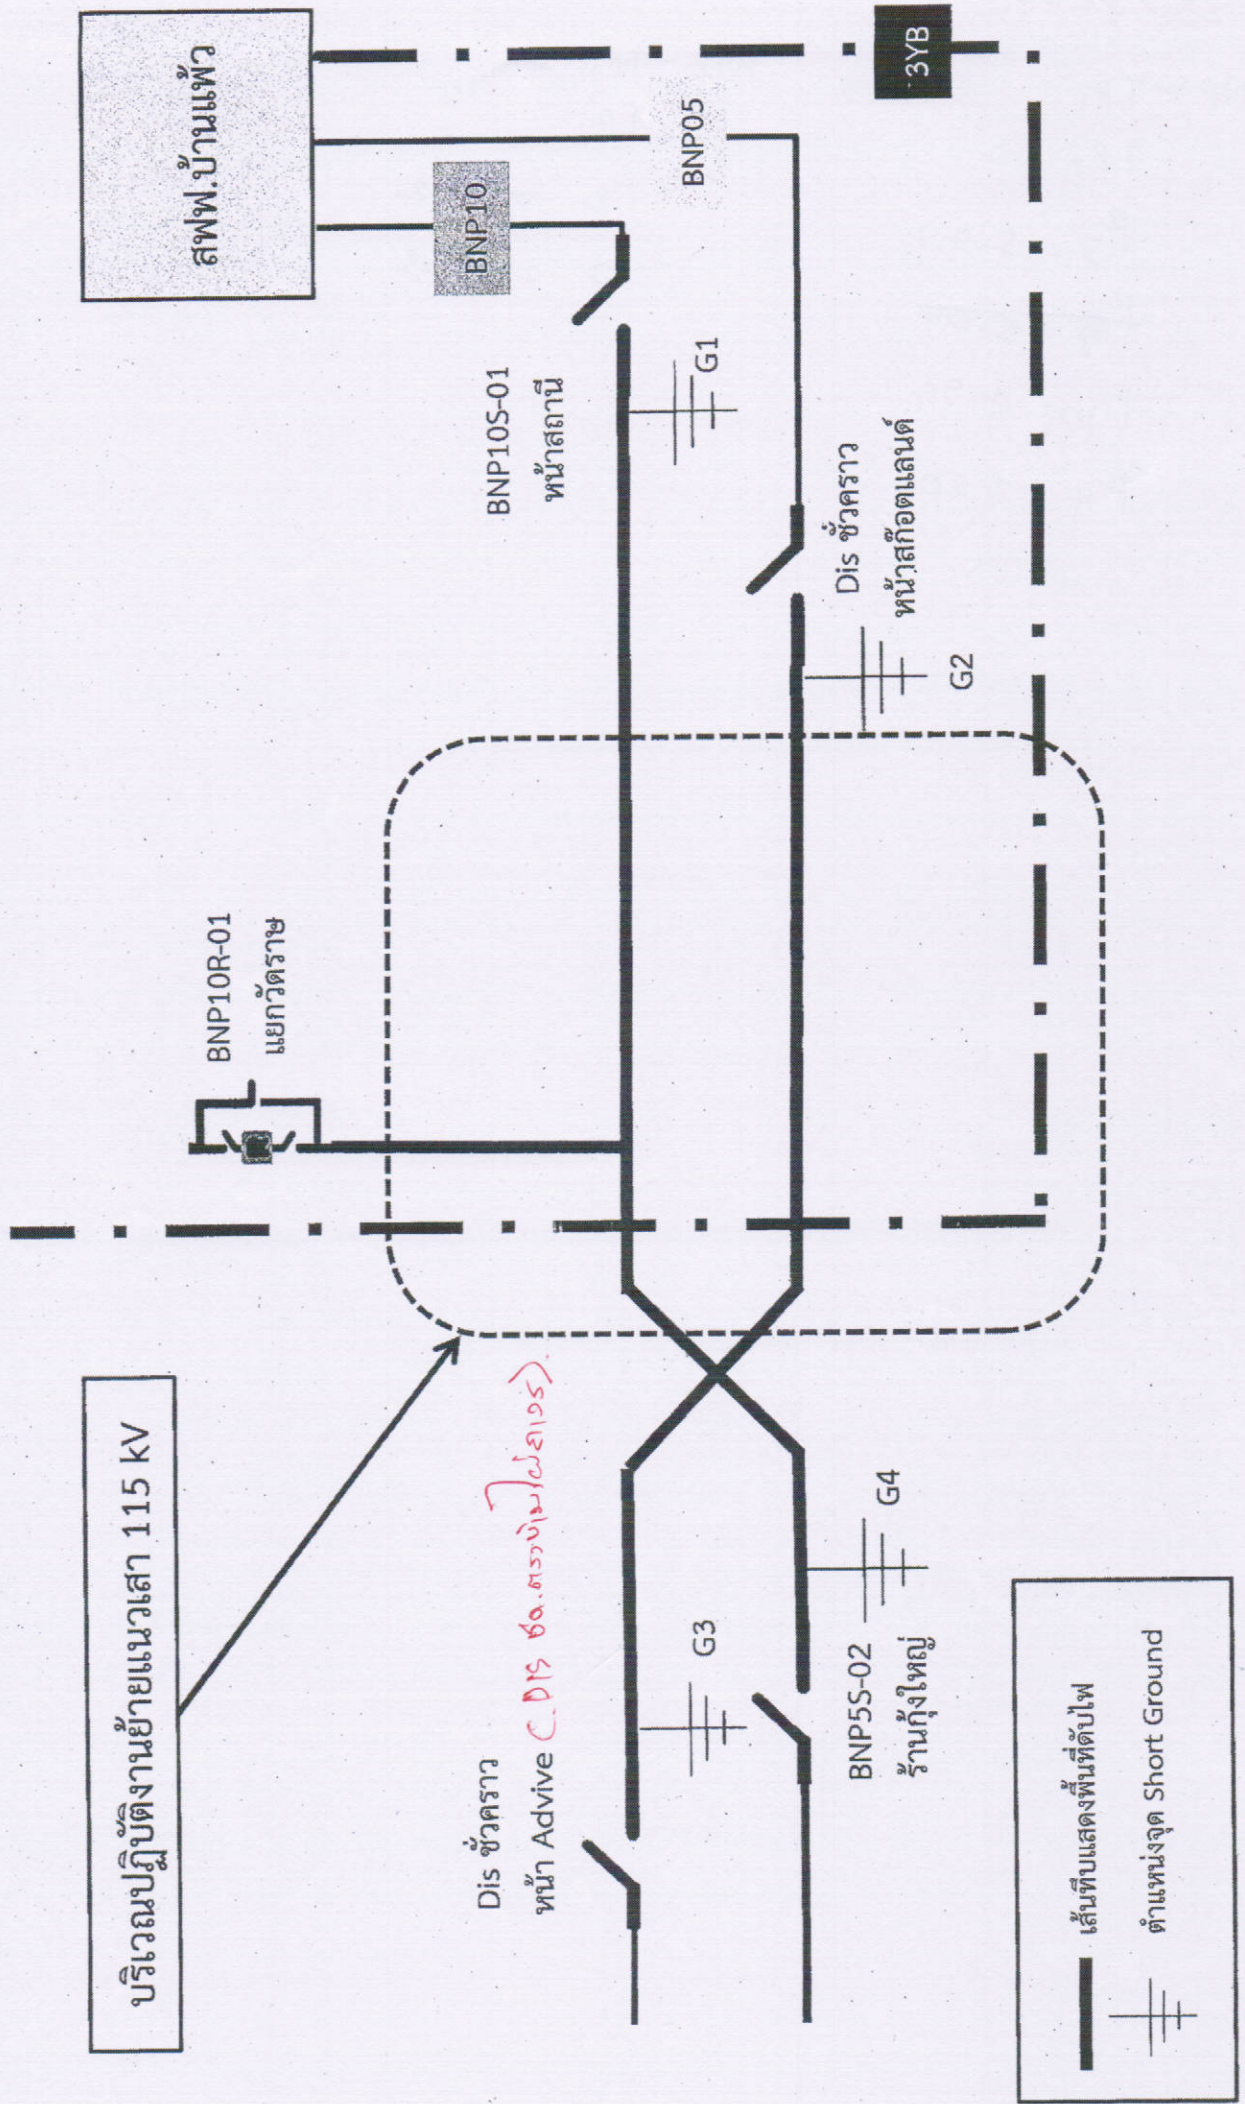 บริเวณปฏิบัติงานย้ายแนวเสา 115 kV
สฟฟ.บ้านแพ้ว
BNP10R-01
แยกวัดราษ
BNP10
BNP10S-01
หน้าสถานี
G1
BNP05
3YB
Dis ชั่วคราว
หน้าสก๊อตแลนด์
G2
Dis ชั่วคราว
หน้า Advive
G3
BNP5S-02
ร้านกุ้งใหญ่
G4
เส้นทึบแสดงพื้นที่ดับไฟ
ตำแหน่งจุด Short Ground